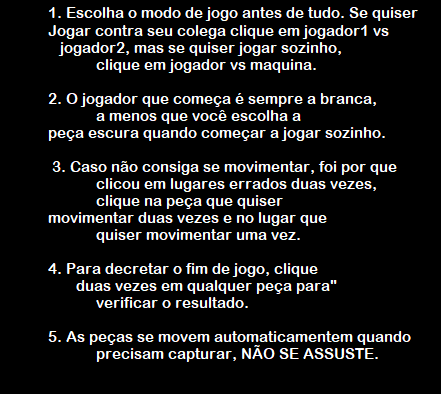 1. Escolha o modo de jogo antes de tudo. Se quiser
Jogar contra seu colega clique em jogador1 vs
jogador2, mas se quiser jogar sozinho,
clique em jogador vs maquina.
2. O jogador que começa é sempre a branca,
a menos que você escolha a
peça escura quando começar a jogar sozinho.
3. Caso não consiga se movimentar, foi por que
clicou em lugares errados duas vezes,
clique na peça que quiser
movimentar duas vezes e no lugar que
quiser movimentar uma vez.
4. Para decretar o fim de jogo, clique
duas vezes em qualquer peça para"
verificar o resultado.
5. As peças se movem automaticamentem quando
precisam capturar, NÃO SE ASSUSTE.